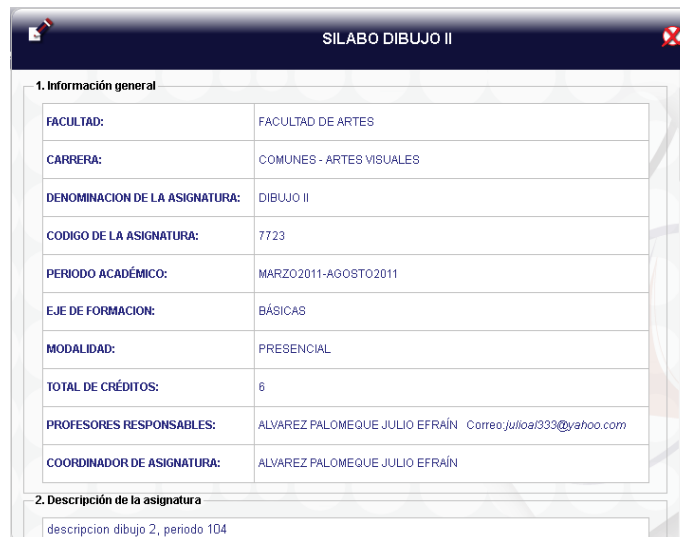 SILABO DIBUJO II
1. Información general
FACULTAD: FACULTAD DE ARTES
CARRERA: COMUNES - ARTES VISUALES
DENOMINACION DE LA ASIGNATURA: DIBUJO II
CODIGO DE LA ASIGNATURA: 7723
PERIODO ACADÉMICO: MARZO2011-AGOSTO2011
EJE DE FORMACION: BÁSICAS
MODALIDAD: PRESENCIAL
TOTAL DE CRÉDITOS: 6
PROFESORES RESPONSABLES: ALVAREZ PALOMEQUE JULIO EFRAÍN Correo:julioal333@yahoo.com
COORDINADOR DE ASIGNATURA: ALVAREZ PALOMEQUE JULIO EFRAÍN
2. Descripción de la asignatura
descripcion dibujo 2, periodo 104